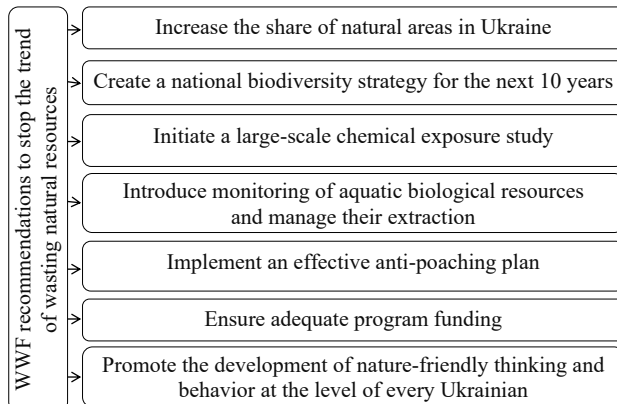 WWF recommendations to stop the trend
of wasting natural resources
Increase the share of natural areas in Ukraine
Create a national biodiversity strategy for the next 10 years
Initiate a large-scale chemical exposure study
Introduce monitoring of aquatic biological resources
and manage their extraction
Implement an effective anti-poaching plan
Ensure adequate program funding
Promote the development of nature-friendly thinking and
behavior at the level of every Ukrainian